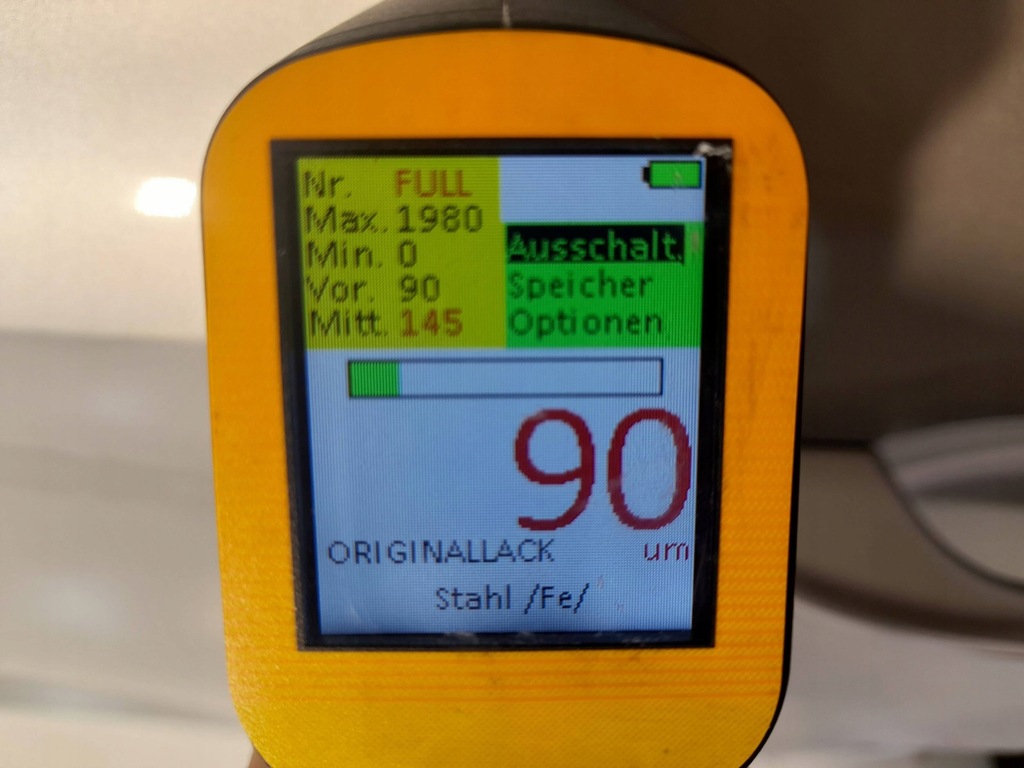 Nr. FULL
Max. 1980
Min. 0
Vor. 90
Mitt. 145
Ausschalt.
Speicher
Optionen
90
ORIGINALLACK um
Stahl /Fe/